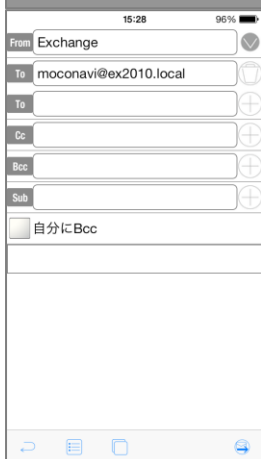 15:28 96%
From Exchange
To moconavi@ex2010.local
To
Cc
Bcc
Sub
自分にBcc